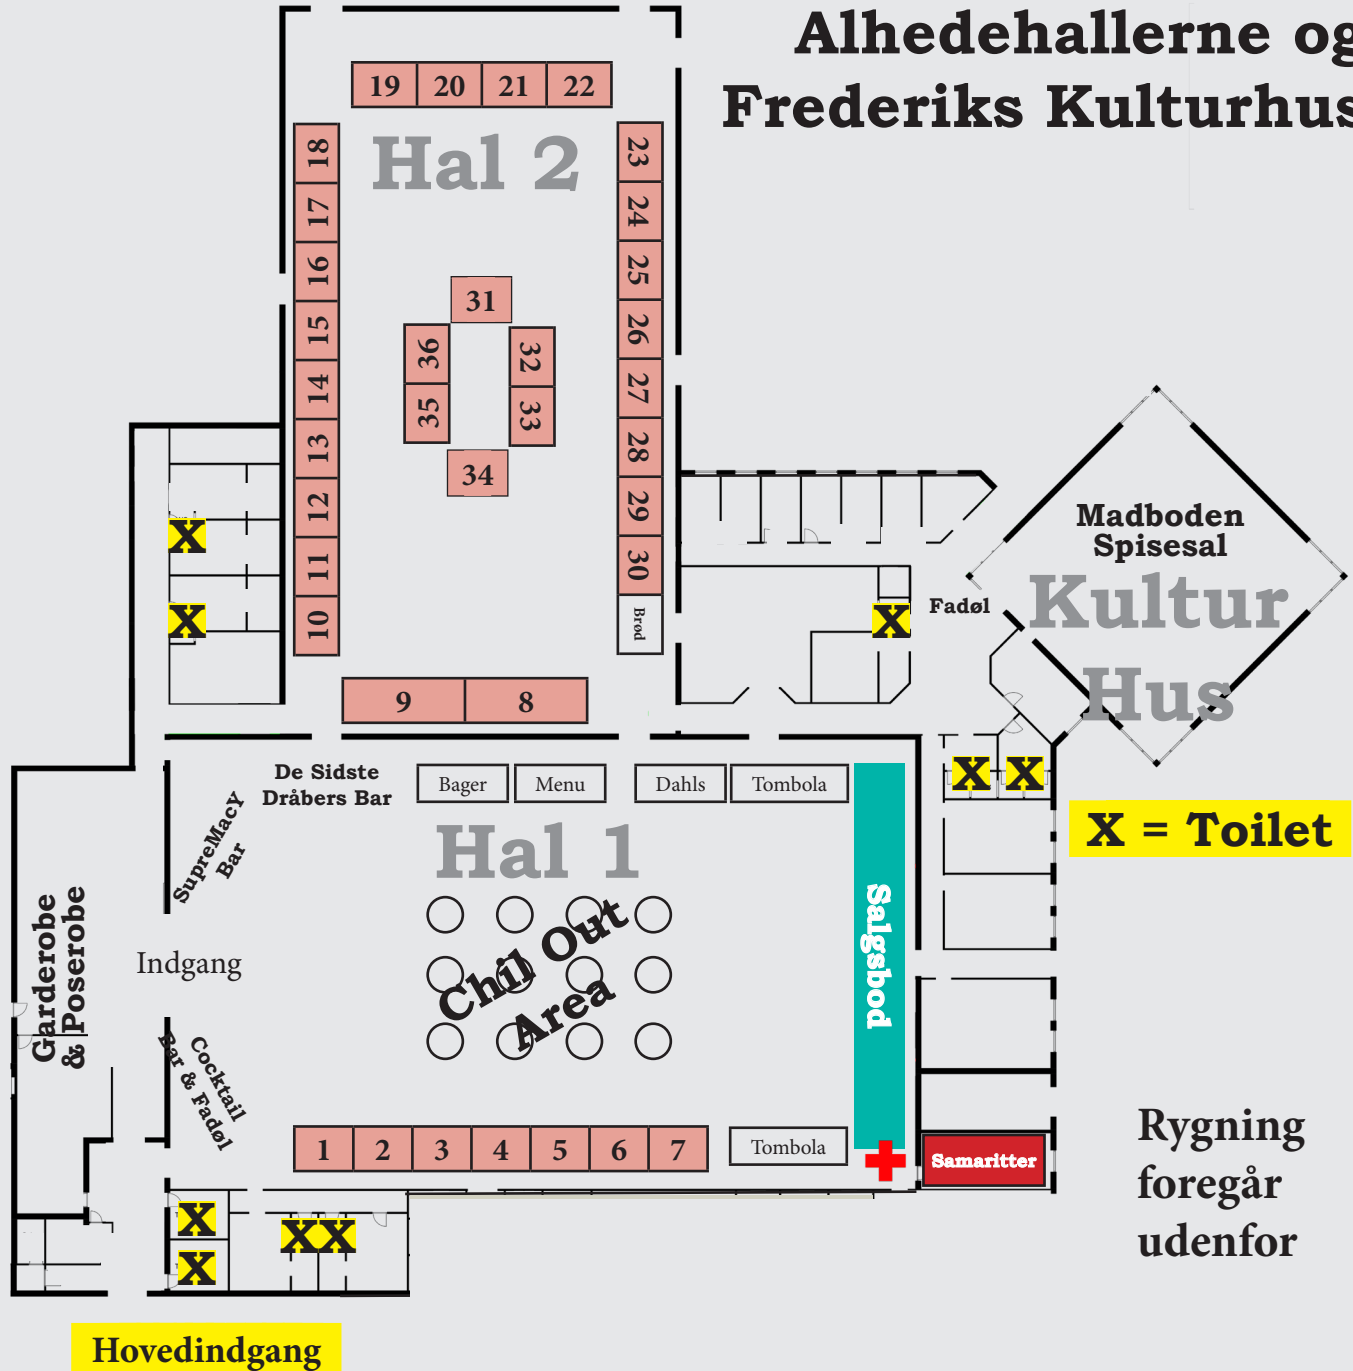 Alhedehallerne og
Frederiks Kulturhus
19 20 21 22
Hal 2
18
17
16
15
14
13
12
11
10
23
24
25
26
27
28
29
30
Brød
31
36
35
32
33
34
9 8
Madboden
Spisesal
Kultur
Hus
Fadøl
X
X
X
X X
X = Toilet
De Sidste
Dråbers Bar
Bager
Menu
Dahls
Tombola
SupreMacy
Bar
Hal 1
Garderobe
& Poserobe
Indgang
Chil Out
Area
Salgsbod
Cocktail
Bar & Fadøl
1 2 3 4 5 6 7
Tombola
Samaritter
Rygning
foregår
udenfor
X
X
X X
Hovedindgang